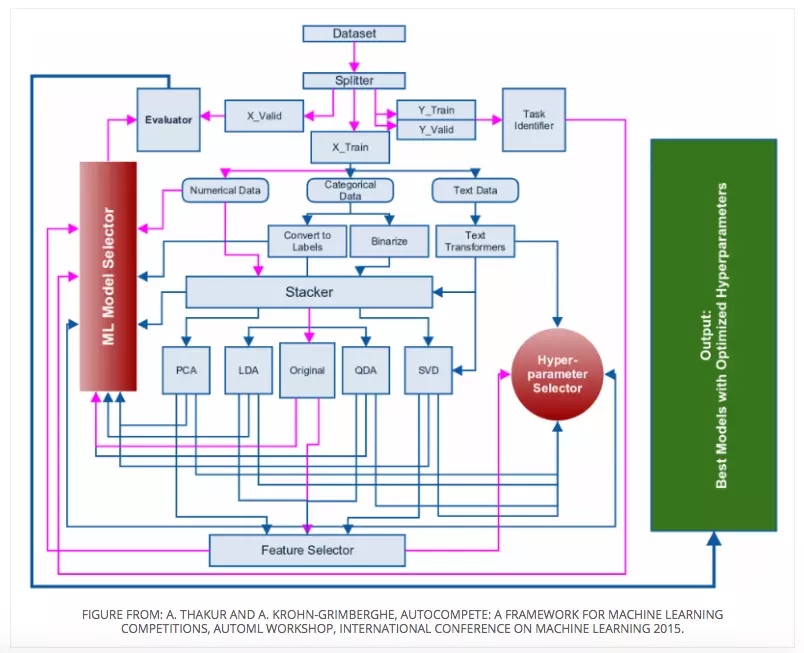 Dataset
Splitter
Evaluator
X_Valid
Y_Train
Y_Valid
Task
Identifier
X_Train
Numerical Data
Categorical
Data
Text Data
Convert to
Labels
Binarize
Text
Transformers
ML Model Selector
Stacker
PCA
LDA
Original
QDA
SVD
Hyper-
parameter
Selector
Output:
Best Models with Optimized Hyperparameters
Feature Selector
FIGURE FROM: A. THAKUR AND A. KROHN-GRIMBERGHE, AUTOCOMPETE: A FRAMEWORK FOR MACHINE LEARNING
COMPETITIONS, AUTOML WORKSHOP, INTERNATIONAL CONFERENCE ON MACHINE LEARNING 2015.